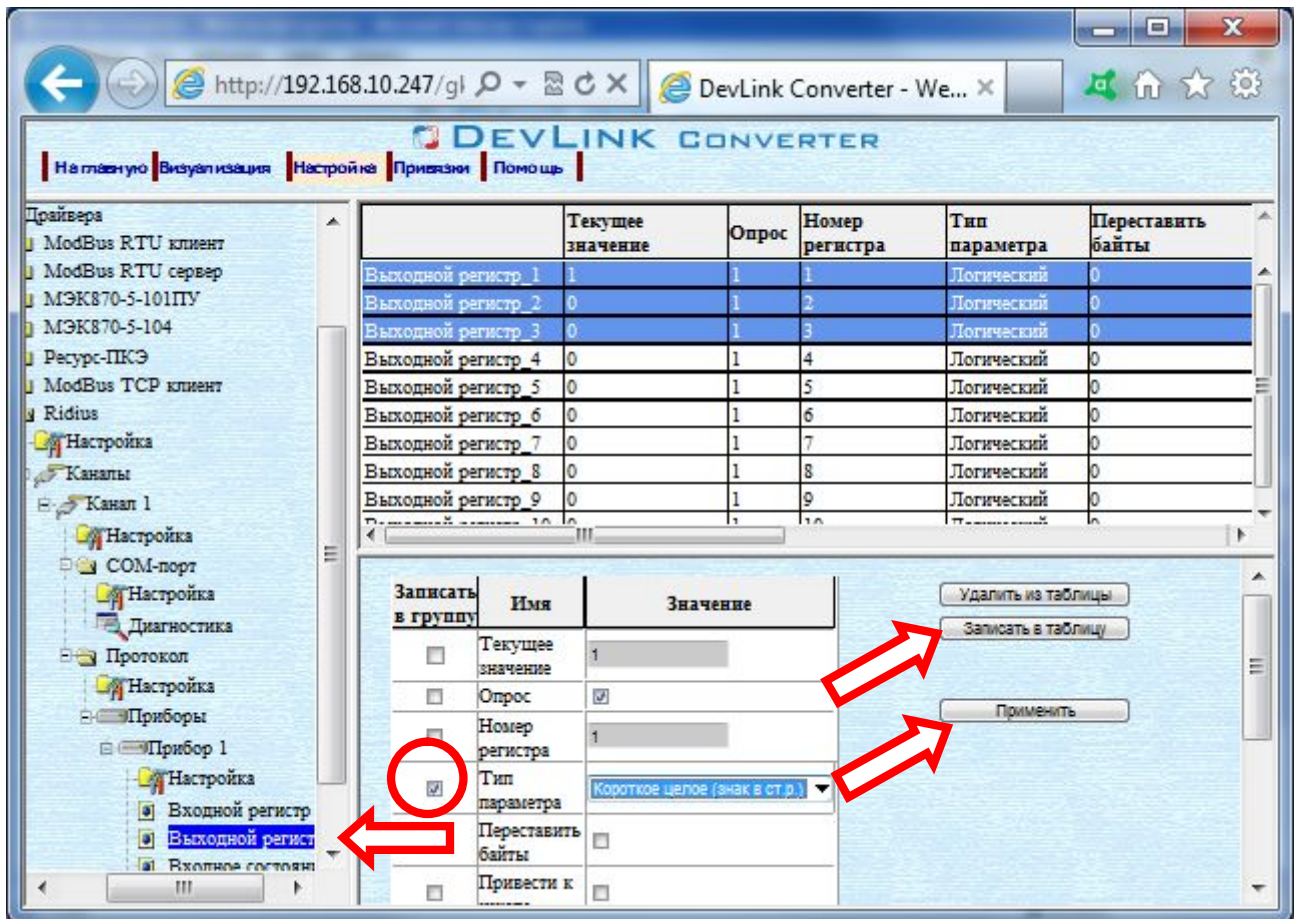 http://192.168.10.247/gl
DevLink Converter - We...
DEVLINK CONVERTER
На главную Визуализация Настройка Привязки Помощь
Драйвера
ModBus RTU клиент
ModBus RTU сервер
МЭК870-5-101ПУ
МЭК870-5-104
Ресурс-ПКЭ
ModBus TCP клиент
Ridius
Настройка
Каналы
Канал 1
Настройка
COM-порт
Настройка
Диагностика
Протокол
Настройка
Приборы
Прибор 1
Настройка
Входной регистр
Выходной регист
Входное состоян
Текущее значение Опрос Номер регистра Тип параметра Переставить байты
Выходной регистр_1 1 1 1 Логический 0
Выходной регистр_2 0 1 2 Логический 0
Выходной регистр_3 0 1 3 Логический 0
Выходной регистр_4 0 1 4 Логический 0
Выходной регистр_5 0 1 5 Логический 0
Выходной регистр_6 0 1 6 Логический 0
Выходной регистр_7 0 1 7 Логический 0
Выходной регистр_8 0 1 8 Логический 0
Выходной регистр_9 0 1 9 Логический 0
Записать в группу Имя Значение
Текущее значение 1
Опрос
Номер регистра 1
Тип параметра Короткое целое (знак в ст.р.)
Переставить байты
Привести к
Удалить из таблицы
Записать в таблицу
Применить